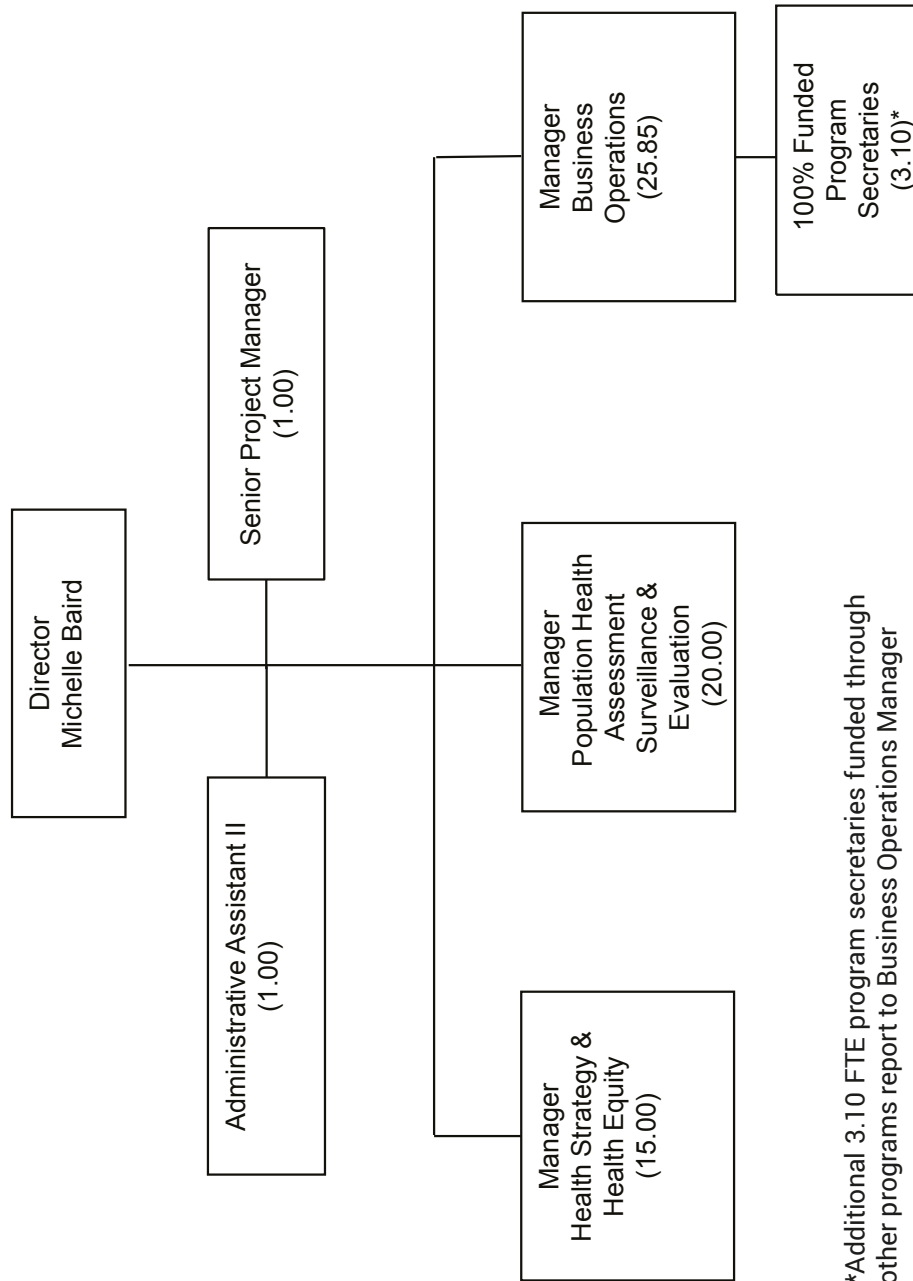 Director
Michelle Baird
Administrative Assistant II
(1.00)
Senior Project Manager
(1.00)
Manager
Health Strategy &
Health Equity
(15.00)
Manager
Population Health
Assessment
Surveillance &
Evaluation
(20.00)
Manager
Business
Operations
(25.85)
100% Funded
Program
Secretaries
(3.10)*
*Additional 3.10 FTE program secretaries funded through
other programs report to Business Operations Manager